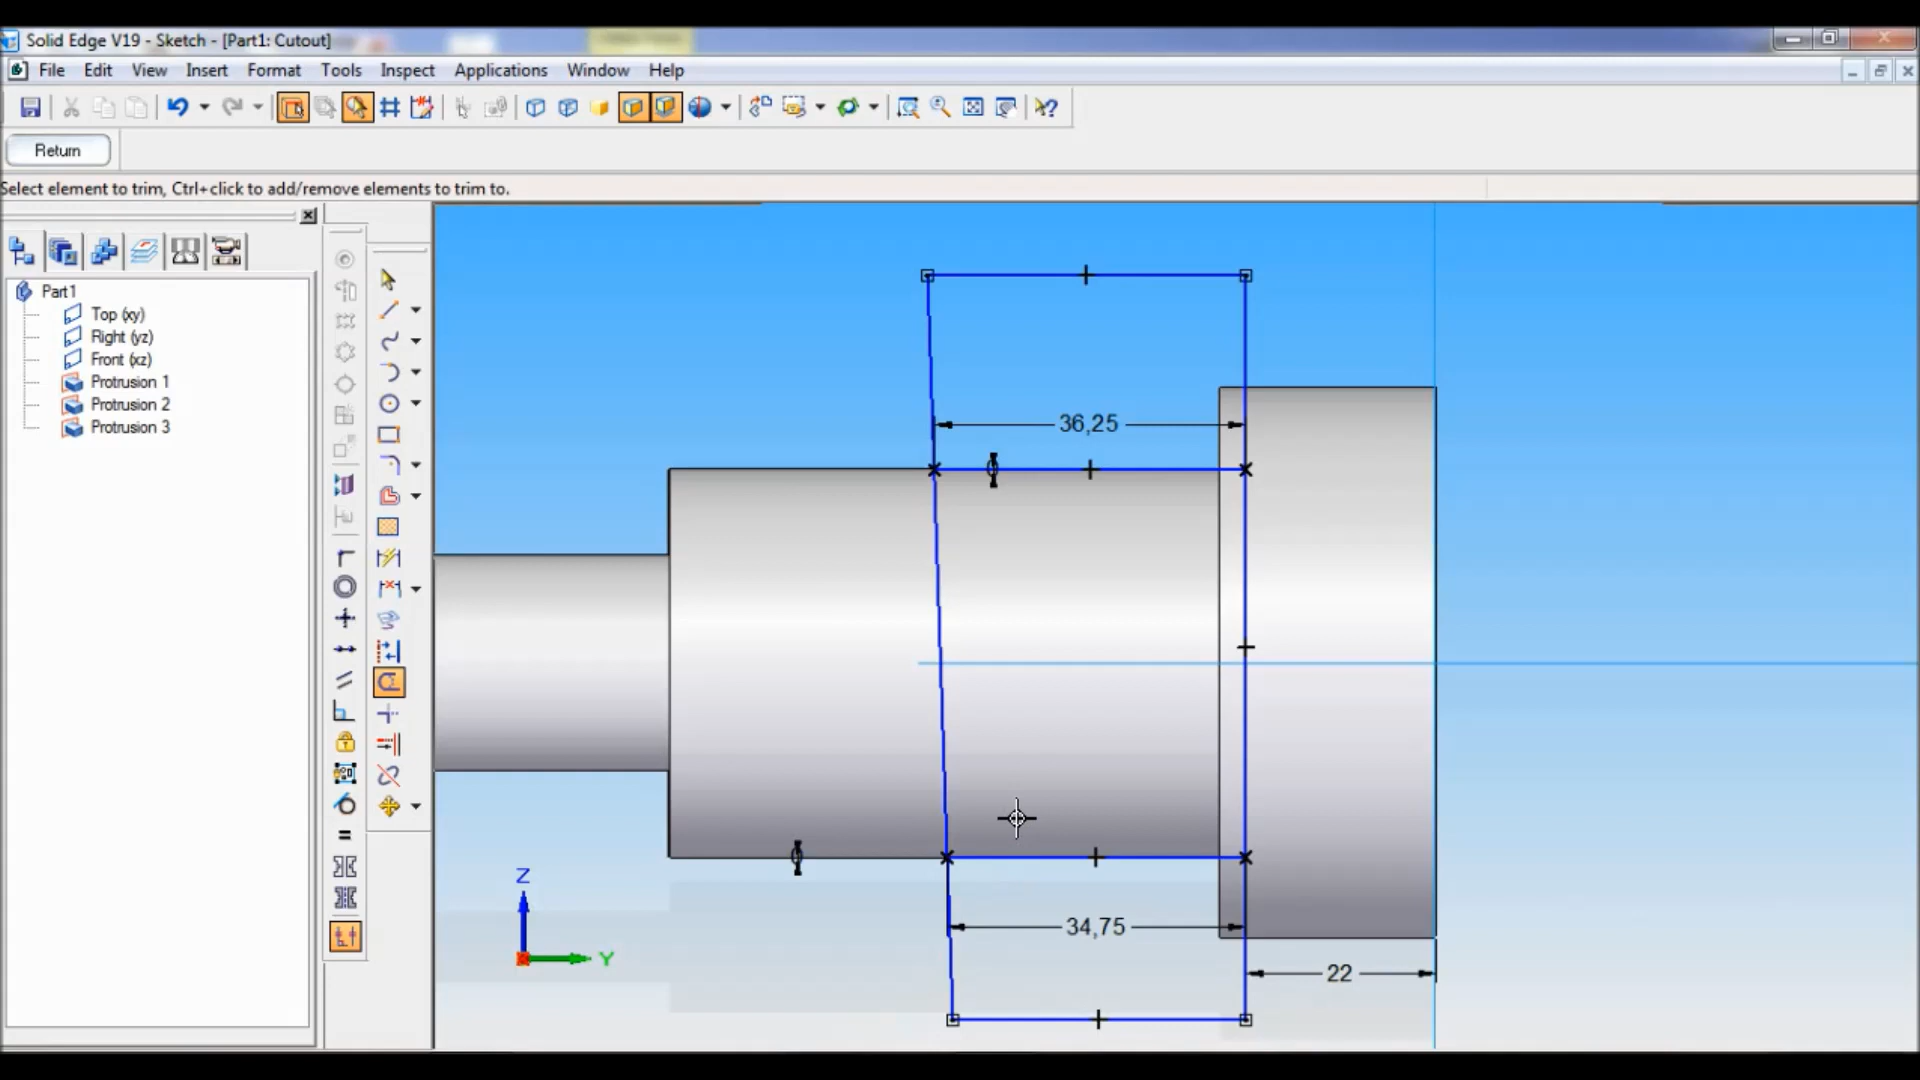 Solid Edge V19 - Sketch - [Part1: Cutout]
File Edit View Insert Format Tools Inspect Applications Window Help
Return
Select element to trim, Ctrl+click to add/remove elements to trim to.
Part1
Top (xy)
Right (yz)
Front (xz)
Protrusion 1
Protrusion 2
Protrusion 3
36,25
34,75
22
Z
Y